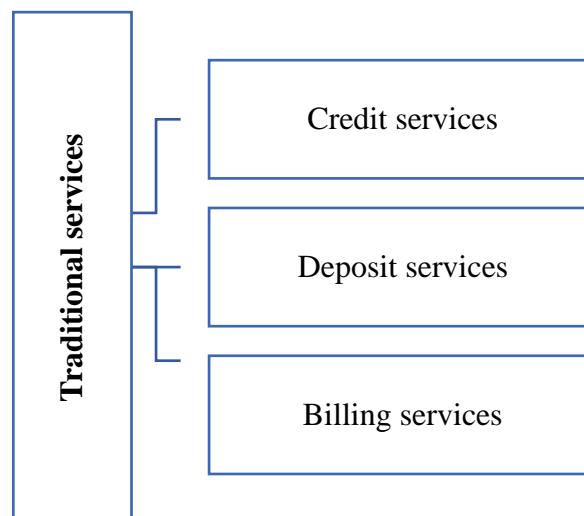 Traditional services
Credit services
Deposit services
Billing services